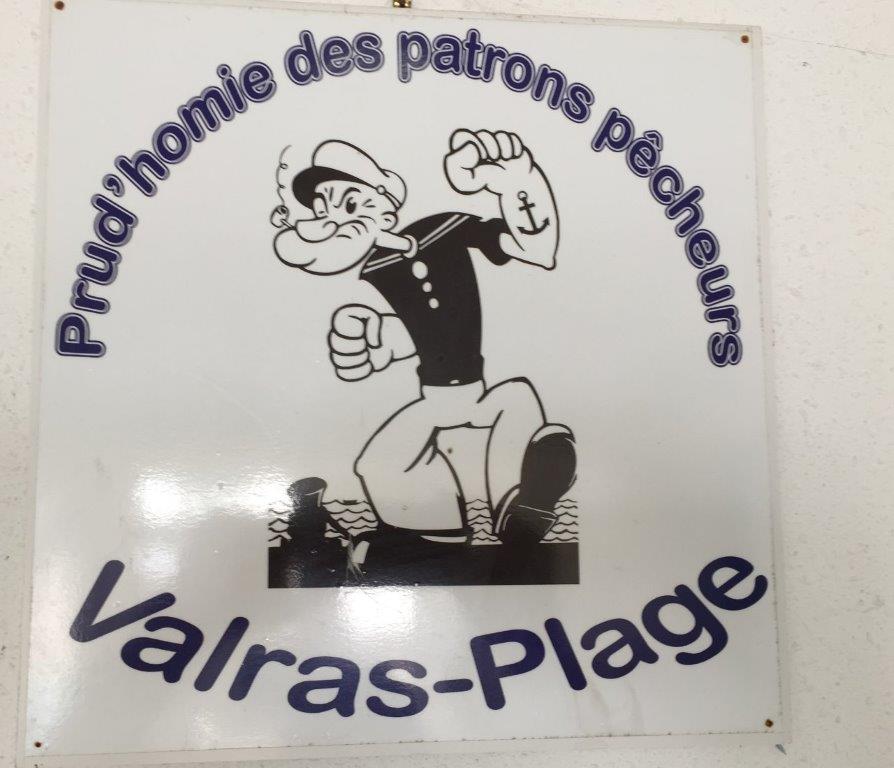 Prud'homie des patrons pêcheurs
Valras-Plage